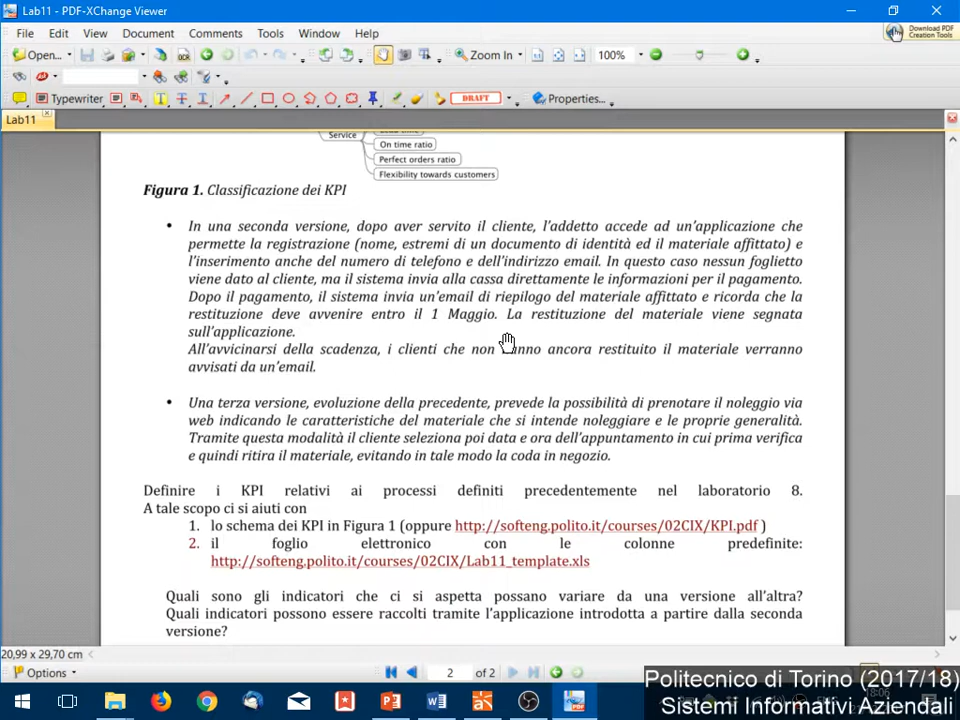 Lab11 - PDF-XChange Viewer
File Edit View Document Comments Tools Window Help
Download PDF Creation Tools
Open... Zoom In 100%
Typewriter DRAFT Properties...
Lab11
Service
On time ratio
Perfect orders ratio
Flexibility towards customers
Figura 1. Classificazione dei KPI
• In una seconda versione, dopo aver servito il cliente, l'addetto accede ad un'applicazione che
permette la registrazione (nome, estremi di un documento di identità ed il materiale affittato) e
l'inserimento anche del numero di telefono e dell'indirizzo email. In questo caso nessun foglietto
viene dato al cliente, ma il sistema invia alla cassa direttamente le informazioni per il pagamento.
Dopo il pagamento, il sistema invia un'email di riepilogo del materiale affittato e ricorda che la
restituzione deve avvenire entro il 1 Maggio. La restituzione del materiale viene segnata
sull'applicazione.
All'avvicinarsi della scadenza, i clienti che non anno ancora restituito il materiale verranno
avvisati da un'email.
• Una terza versione, evoluzione della precedente, prevede la possibilità di prenotare il noleggio via
web indicando le caratteristiche del materiale che si intende noleggiare e le proprie generalità.
Tramite questa modalità il cliente seleziona poi data e ora dell'appuntamento in cui prima verifica
e quindi ritira il materiale, evitando in tale modo la coda in negozio.
Definire i KPI relativi ai processi definiti precedentemente nel laboratorio 8.
A tale scopo ci si aiuti con
1. lo schema dei KPI in Figura 1 (oppure http://softeng.polito.it/courses/02CIX/KPI.pdf )
2. il foglio elettronico con le colonne predefinite:
http://softeng.polito.it/courses/02CIX/Lab11_template.xls
Quali sono gli indicatori che ci si aspetta possano variare da una versione all'altra?
Quali indicatori possono essere raccolti tramite l'applicazione introdotta a partire dalla seconda
versione?
20,99 x 29,70 cm
Options 2 of 2
Politecnico di Torino (2017/18)
Sistemi Informativi Aziendali